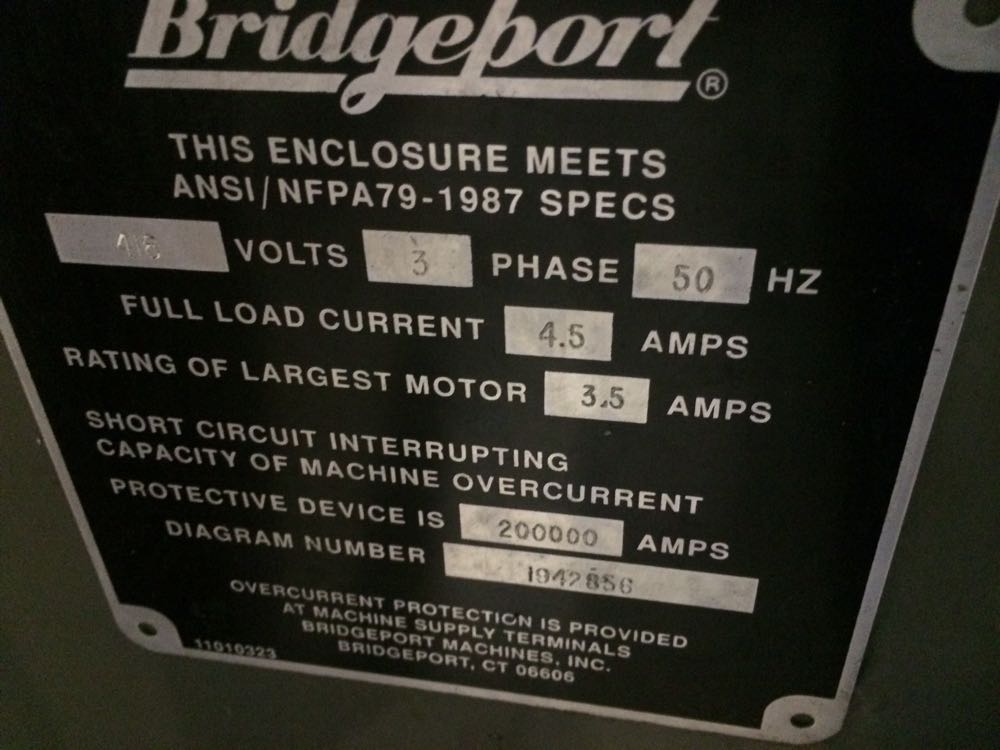 Bridgeport®
THIS ENCLOSURE MEETS
ANSI/NFPA79-1987 SPECS
VOLTS 3 PHASE 50 HZ
FULL LOAD CURRENT 4.5 AMPS
RATING OF LARGEST MOTOR 3.5 AMPS
SHORT CIRCUIT INTERRUPTING
CAPACITY OF MACHINE OVERCURRENT
PROTECTIVE DEVICE IS 200000 AMPS
DIAGRAM NUMBER 1942856
OVERCURRENT PROTECTION IS PROVIDED
AT MACHINE SUPPLY TERMINALS
BRIDGEPORT MACHINES, INC.
BRIDGEPORT, CT 06606
11010323